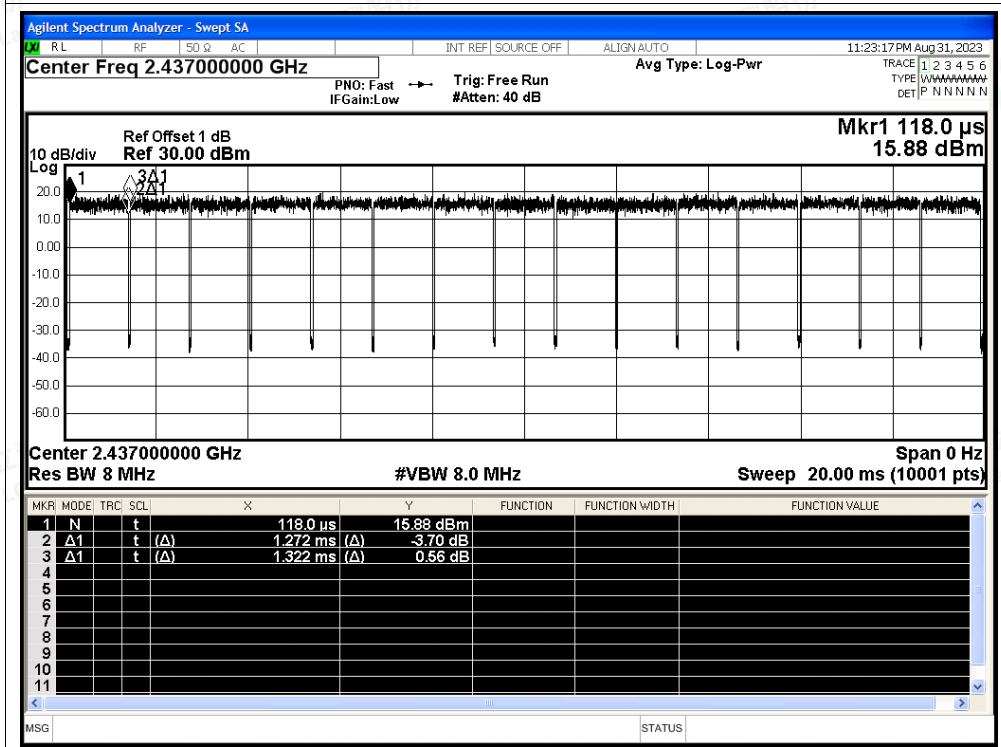 Agilent Spectrum Analyzer - Swept SA
LXI RL RF 50 Ω AC INT REF SOURCE OFF ALIGN AUTO 11:23:17 PM Aug 31, 2023
Center Freq 2.437000000 GHz Avg Type: Log-Pwr TRACE 1 2 3 4 5 6
PNO: Fast Trig: Free Run TYPE WWWWWW
IFGain:Low #Atten: 40 dB DET P N N N N N
Mkr1 118.0 µs
Ref Offset 1 dB
10 dB/div Ref 30.00 dBm 15.88 dBm
Log
1 3Δ1
2Δ1
20.0
10.0
0.00
-10.0
-20.0
-30.0
-40.0
-50.0
-60.0
Center 2.437000000 GHz Span 0 Hz
Res BW 8 MHz #VBW 8.0 MHz Sweep 20.00 ms (10001 pts)
MKR MODE TRC SCL X Y FUNCTION FUNCTION WIDTH FUNCTION VALUE
1 N t 118.0 µs 15.88 dBm
2 Δ1 t (Δ) 1.272 ms (Δ) -3.70 dB
3 Δ1 t (Δ) 1.322 ms (Δ) 0.56 dB
4
5
6
7
8
9
10
11
MSG STATUS